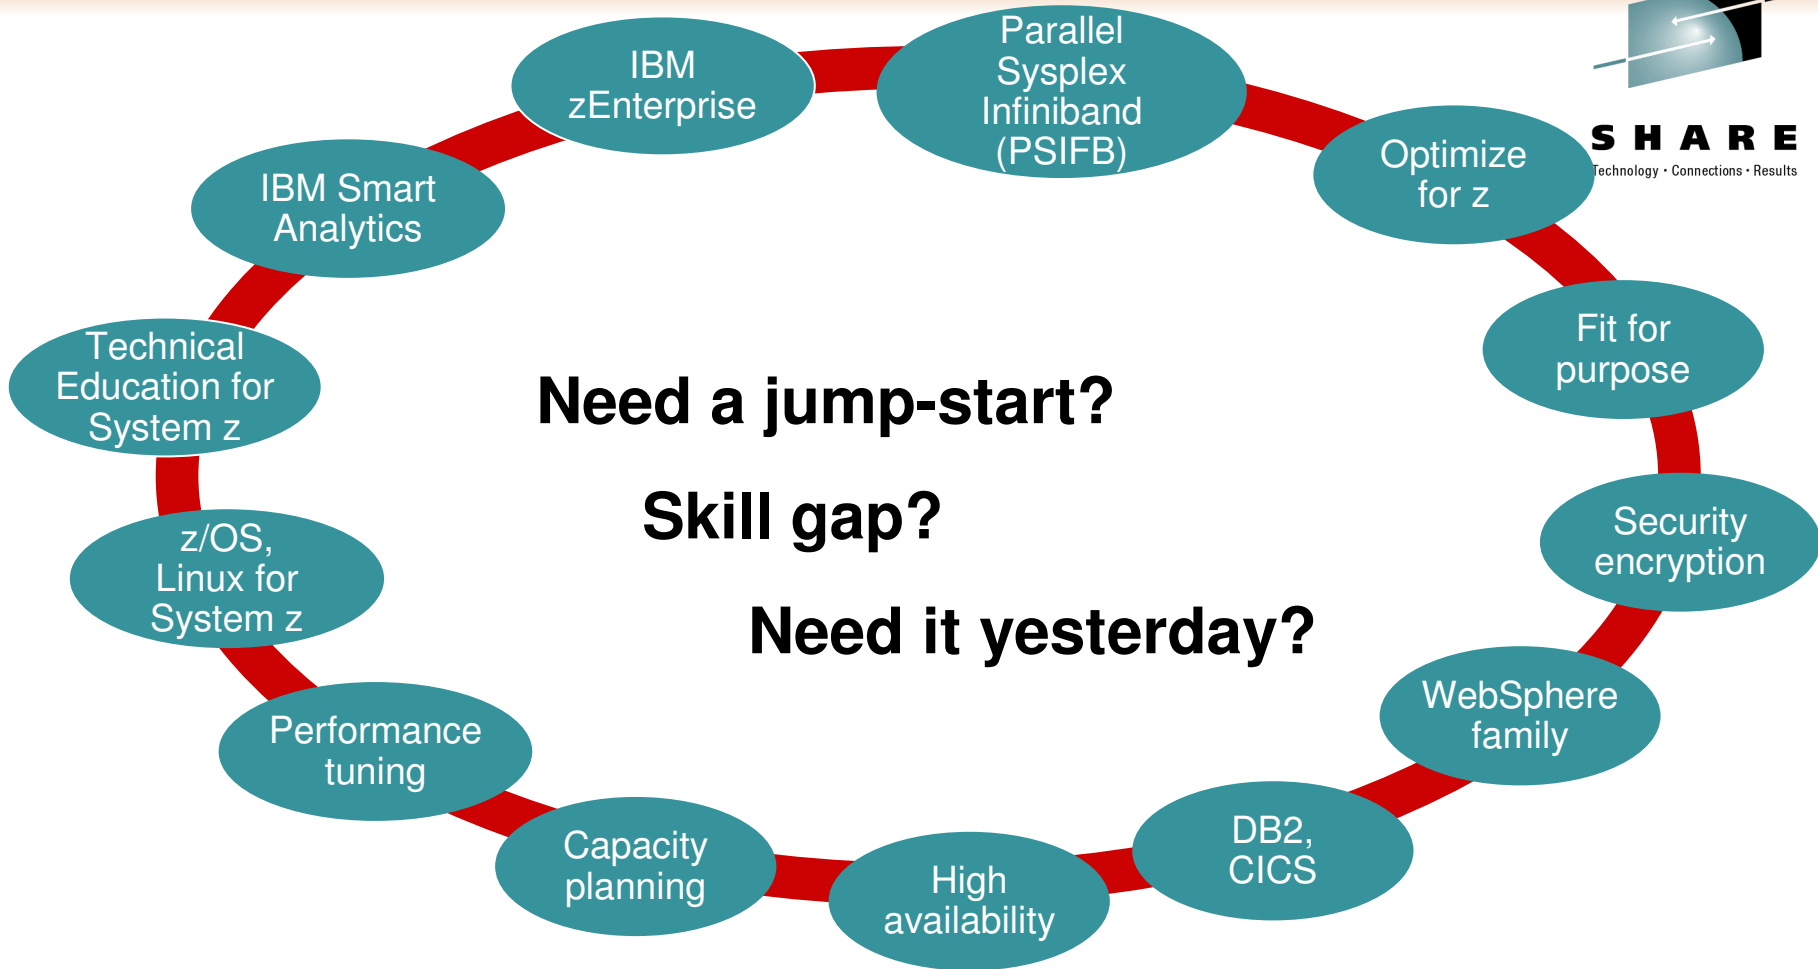 Parallel
Sysplex
Infiniband
(PSIFB)
IBM
zEnterprise
S H A R E
Technology • Connections • Results
Optimize
for z
IBM Smart
Analytics
Fit for
purpose
Technical
Education for
System z
Need a jump-start?
Skill gap?
Need it yesterday?
Security
encryption
z/OS,
Linux for
System z
WebSphere
family
Performance
tuning
DB2,
CICS
Capacity
planning
High
availability